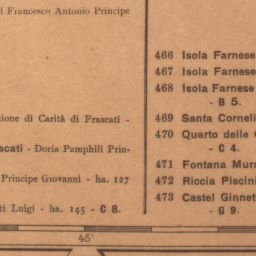 i Francesco Antonio Principe
zione di Carità di Frascati -
scati - Doria Pamphili Prin-
Principe Giovanni - ha. 127
ti Luigi - ha. 145 - C 8.
466 Isola Farnese
467 Isola Farnese
468 Isola Farnese
- B 5.
469 Santa Corneli
470 Quarto delle
- C 4.
471 Fontana Mura
472 Riccia Piscini
473 Castel Ginnet
- G 9.
45'